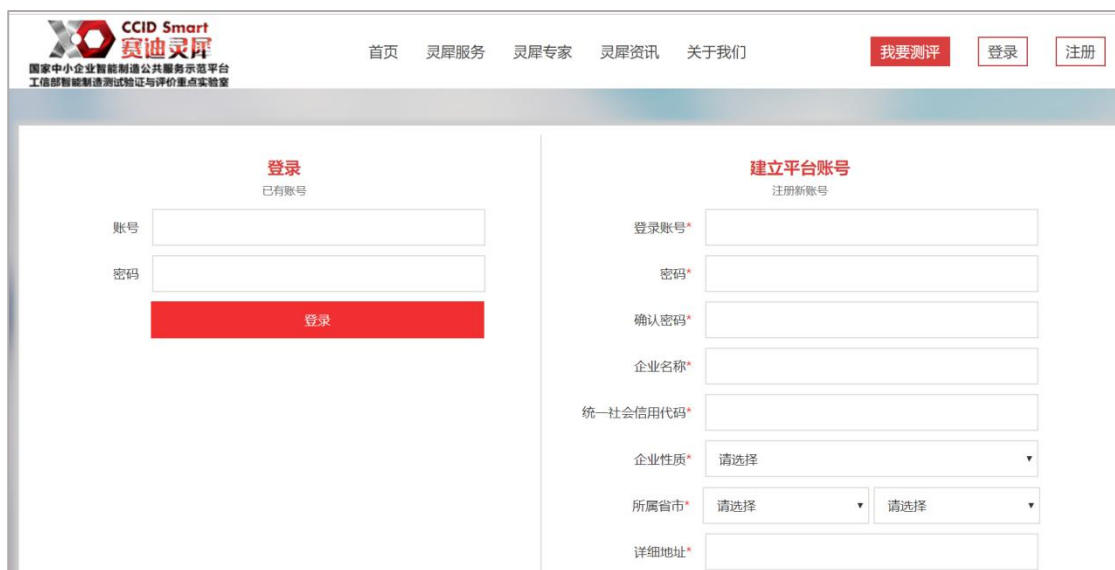 CCID Smart
赛迪灵犀
国家中小企业智能制造公共服务示范平台
工信部智能制造测试验证与评价重点实验室
首页 灵犀服务 灵犀专家 灵犀资讯 关于我们 我要测评 登录 注册
登录
已有账号
账号
密码
登录
建立平台账号
注册新账号
登录账号*
密码*
确认密码*
企业名称*
统一社会信用代码*
企业性质* 请选择
所属省市* 请选择 请选择
详细地址*